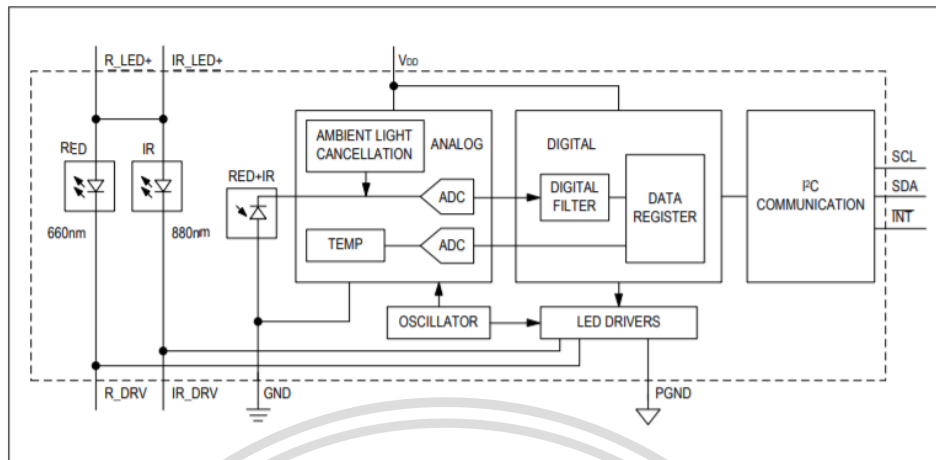 R_LED+ IR_LED+
VDD
RED IR
660nm 880nm
RED+IR
AMBIENT LIGHT
CANCELLATION
ANALOG
ADC
TEMP
ADC
DIGITAL
DIGITAL
FILTER
DATA
REGISTER
I²C
COMMUNICATION
SCL
SDA
INT
OSCILLATOR
LED DRIVERS
R_DRV IR_DRV GND
PGND